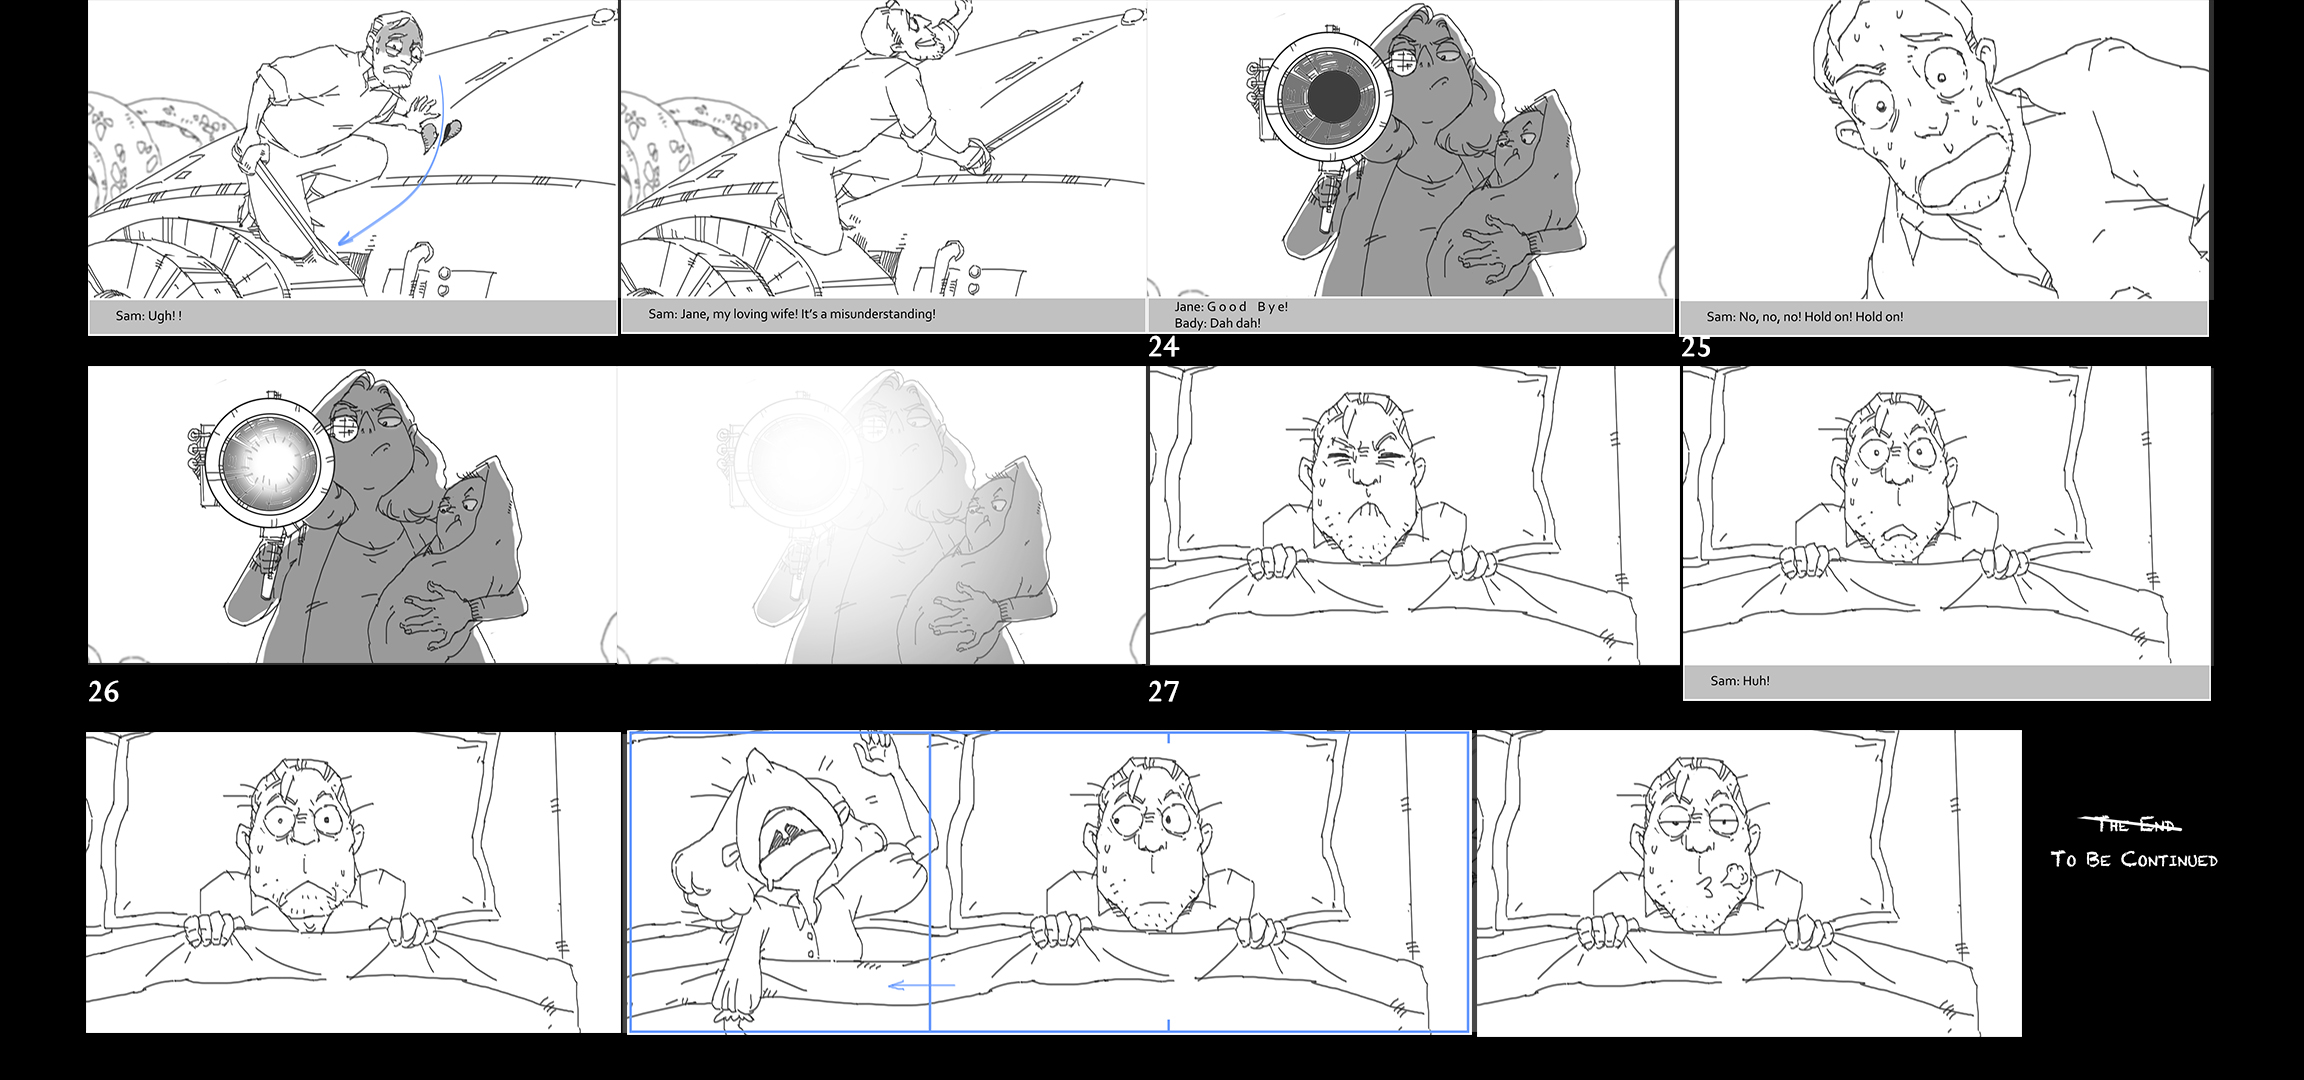 Sam: Ugh! !
Sam: Jane, my loving wife! It's a misunderstanding!
Jane: G o o d   B y e!
Bady: Dah dah!
Sam: No, no, no! Hold on! Hold on!
24
25
Sam: Huh!
26
27
The End
To Be Continued